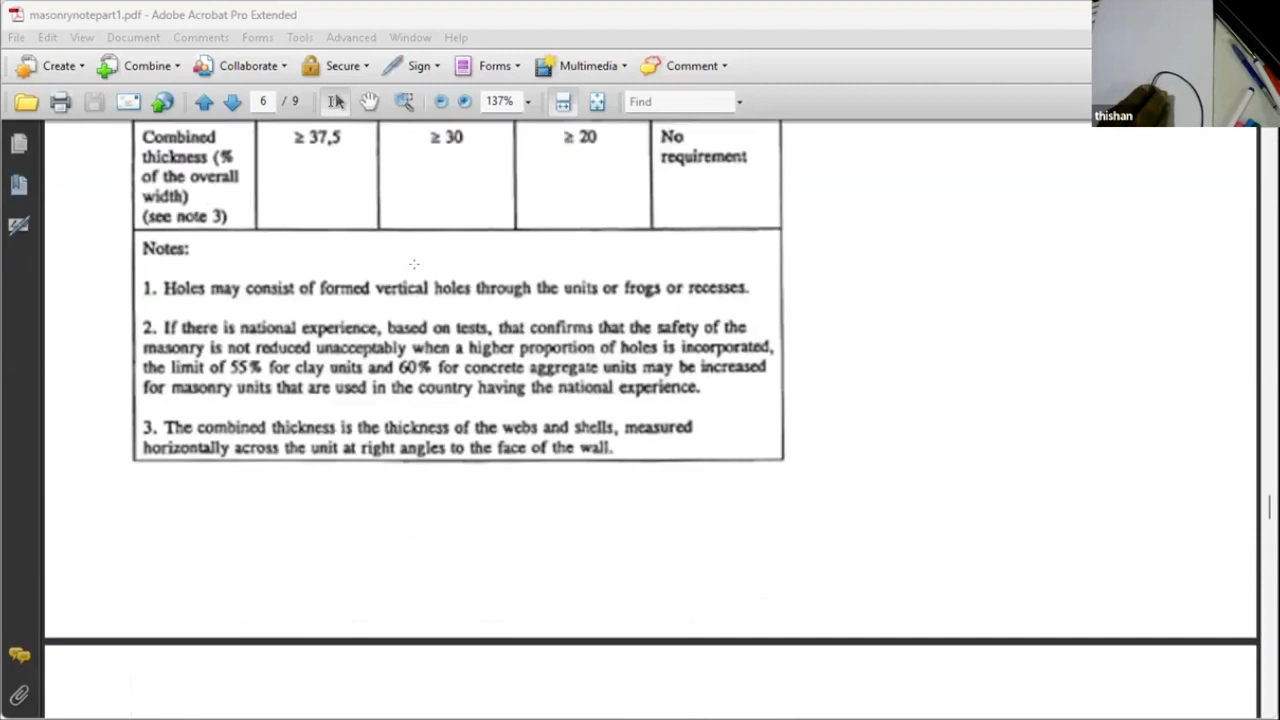 masonrynotepart1.pdf - Adobe Acrobat Pro Extended
File Edit View Document Comments Forms Tools Advanced Window Help
Create Combine Collaborate Secure Sign Forms Multimedia Comment
6 / 9 137% Find
thishan
Combined thickness (% of the overall width) (see note 3)
≥ 37,5
≥ 30
≥ 20
No requirement
Notes:
1. Holes may consist of formed vertical holes through the units or frogs or recesses.
2. If there is national experience, based on tests, that confirms that the safety of the
masonry is not reduced unacceptably when a higher proportion of holes is incorporated,
the limit of 55% for clay units and 60% for concrete aggregate units may be increased
for masonry units that are used in the country having the national experience.
3. The combined thickness is the thickness of the webs and shells, measured
horizontally across the unit at right angles to the face of the wall.